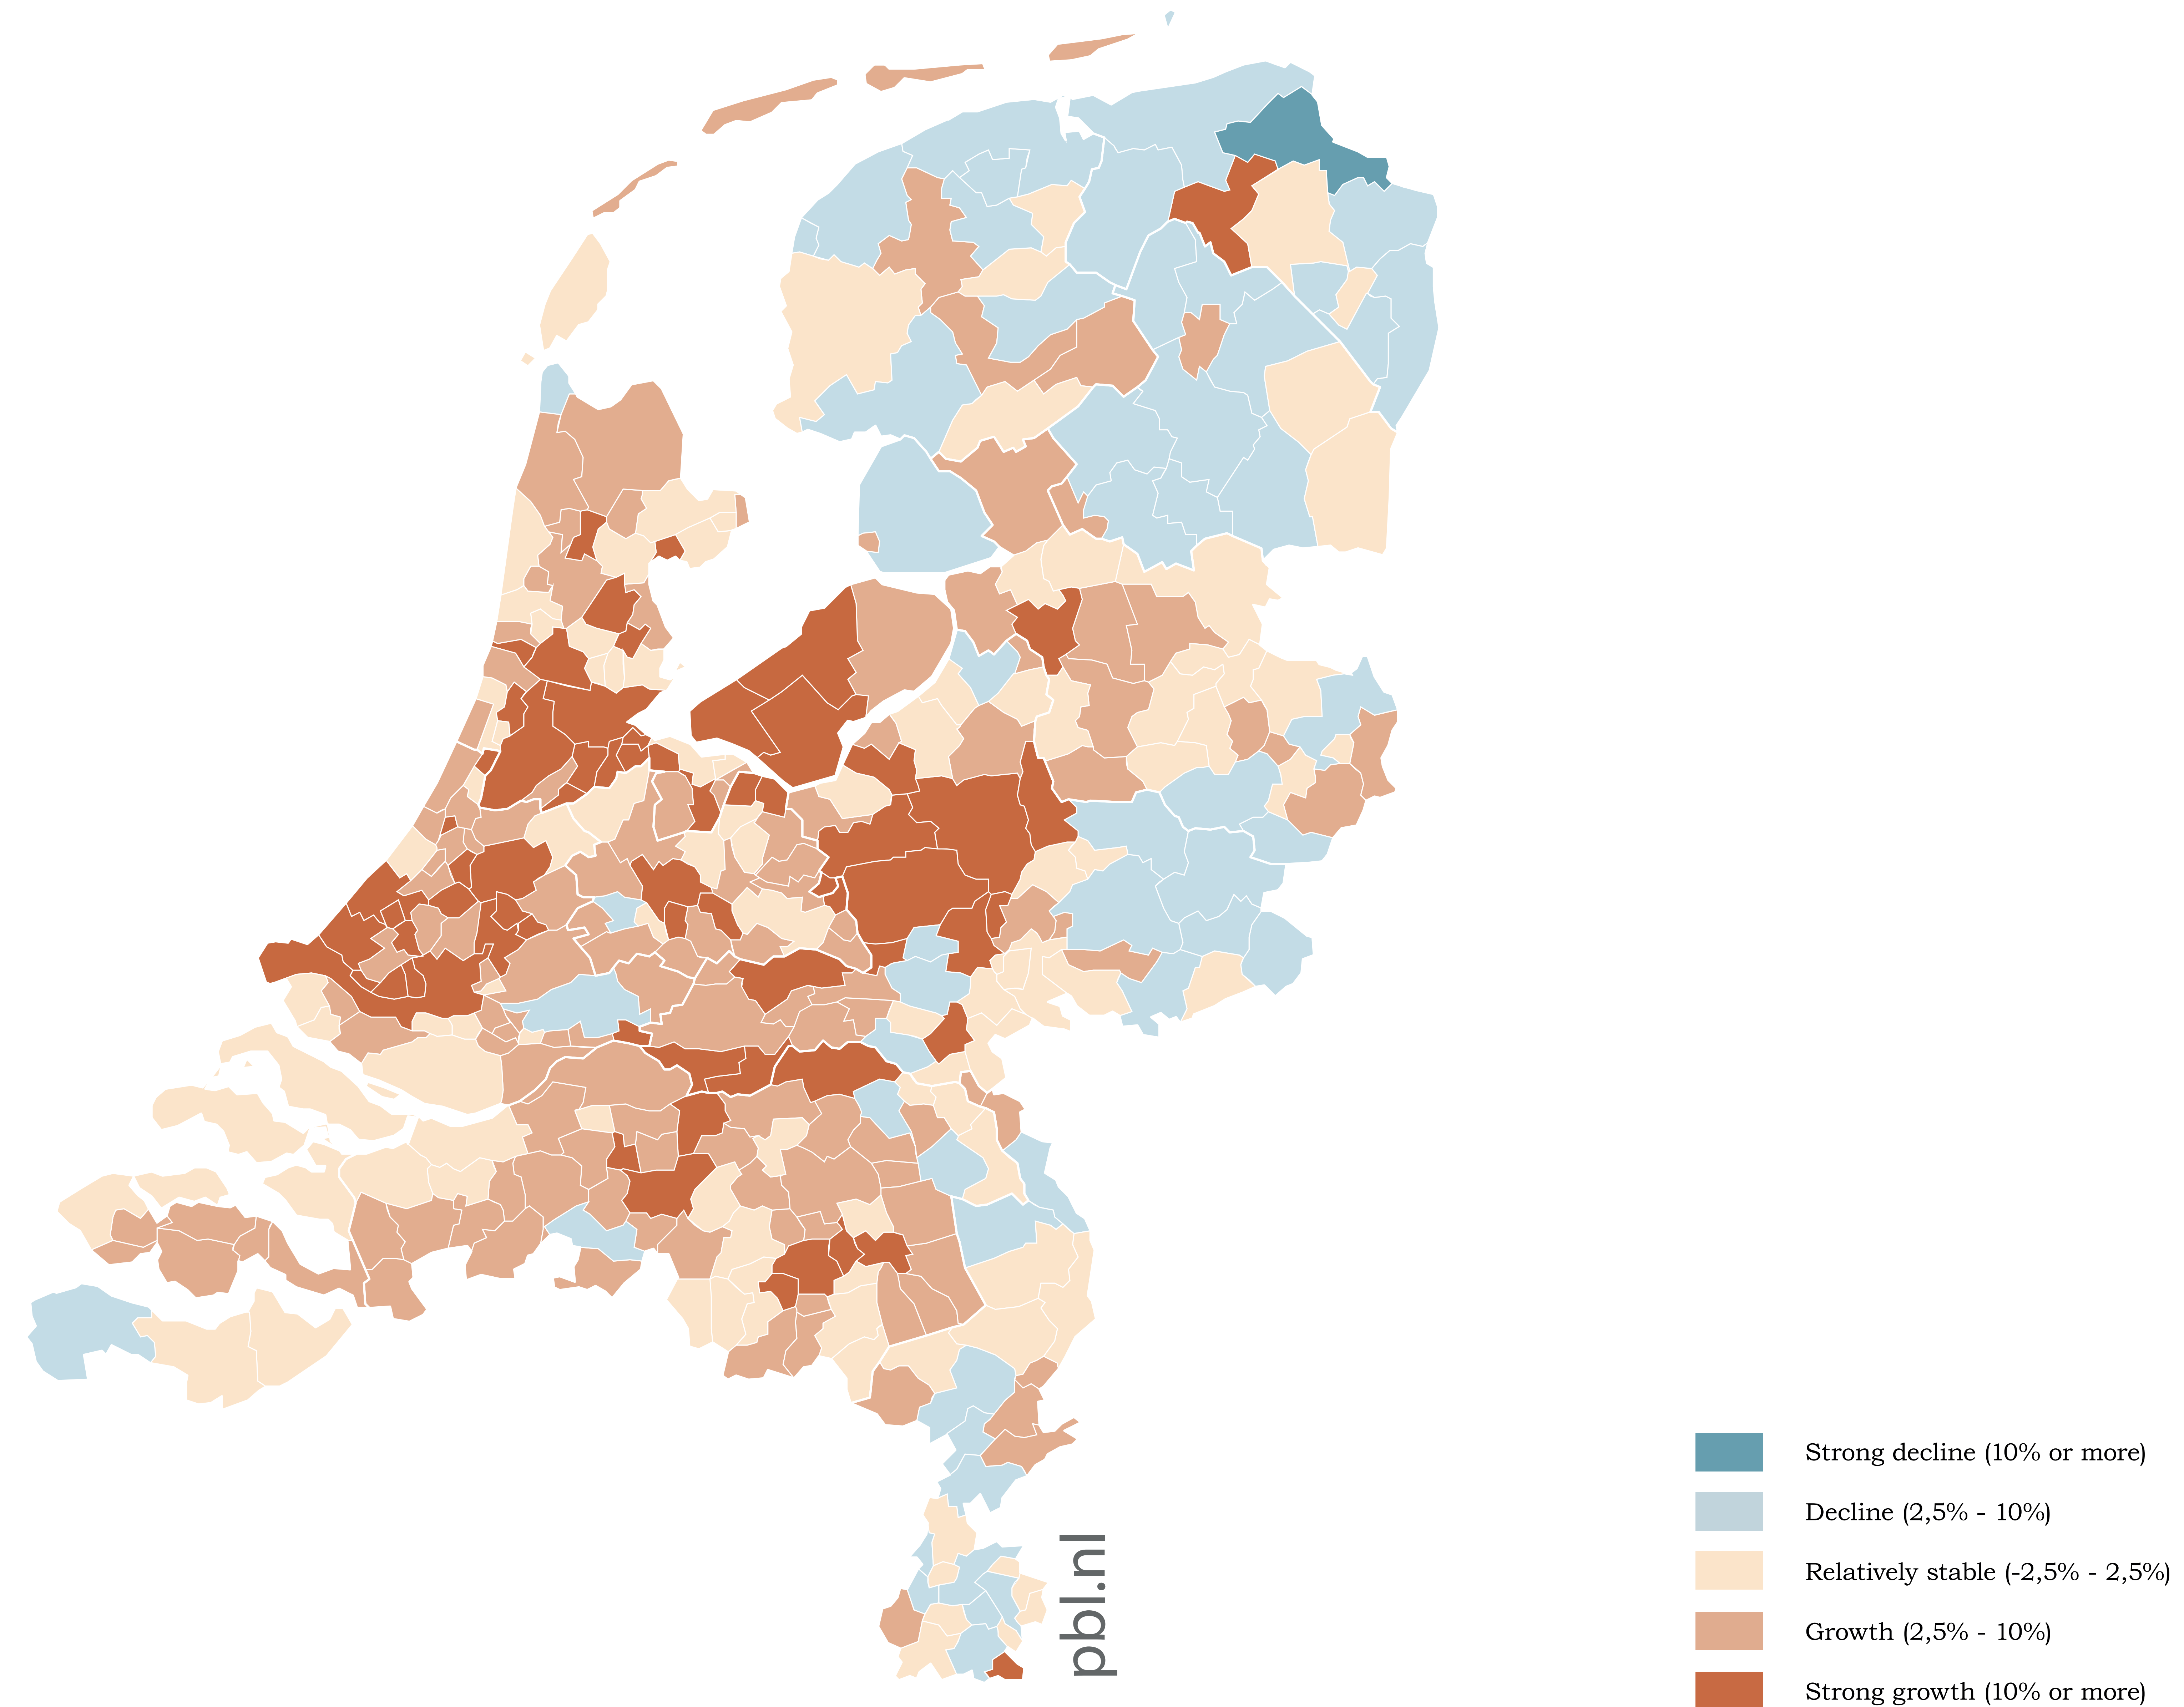 Strong decline (10% or more)
Decline (2,5% - 10%)
Relatively stable (-2,5% - 2,5%)
Growth (2,5% - 10%)
Strong growth (10% or more)
pbl.nl